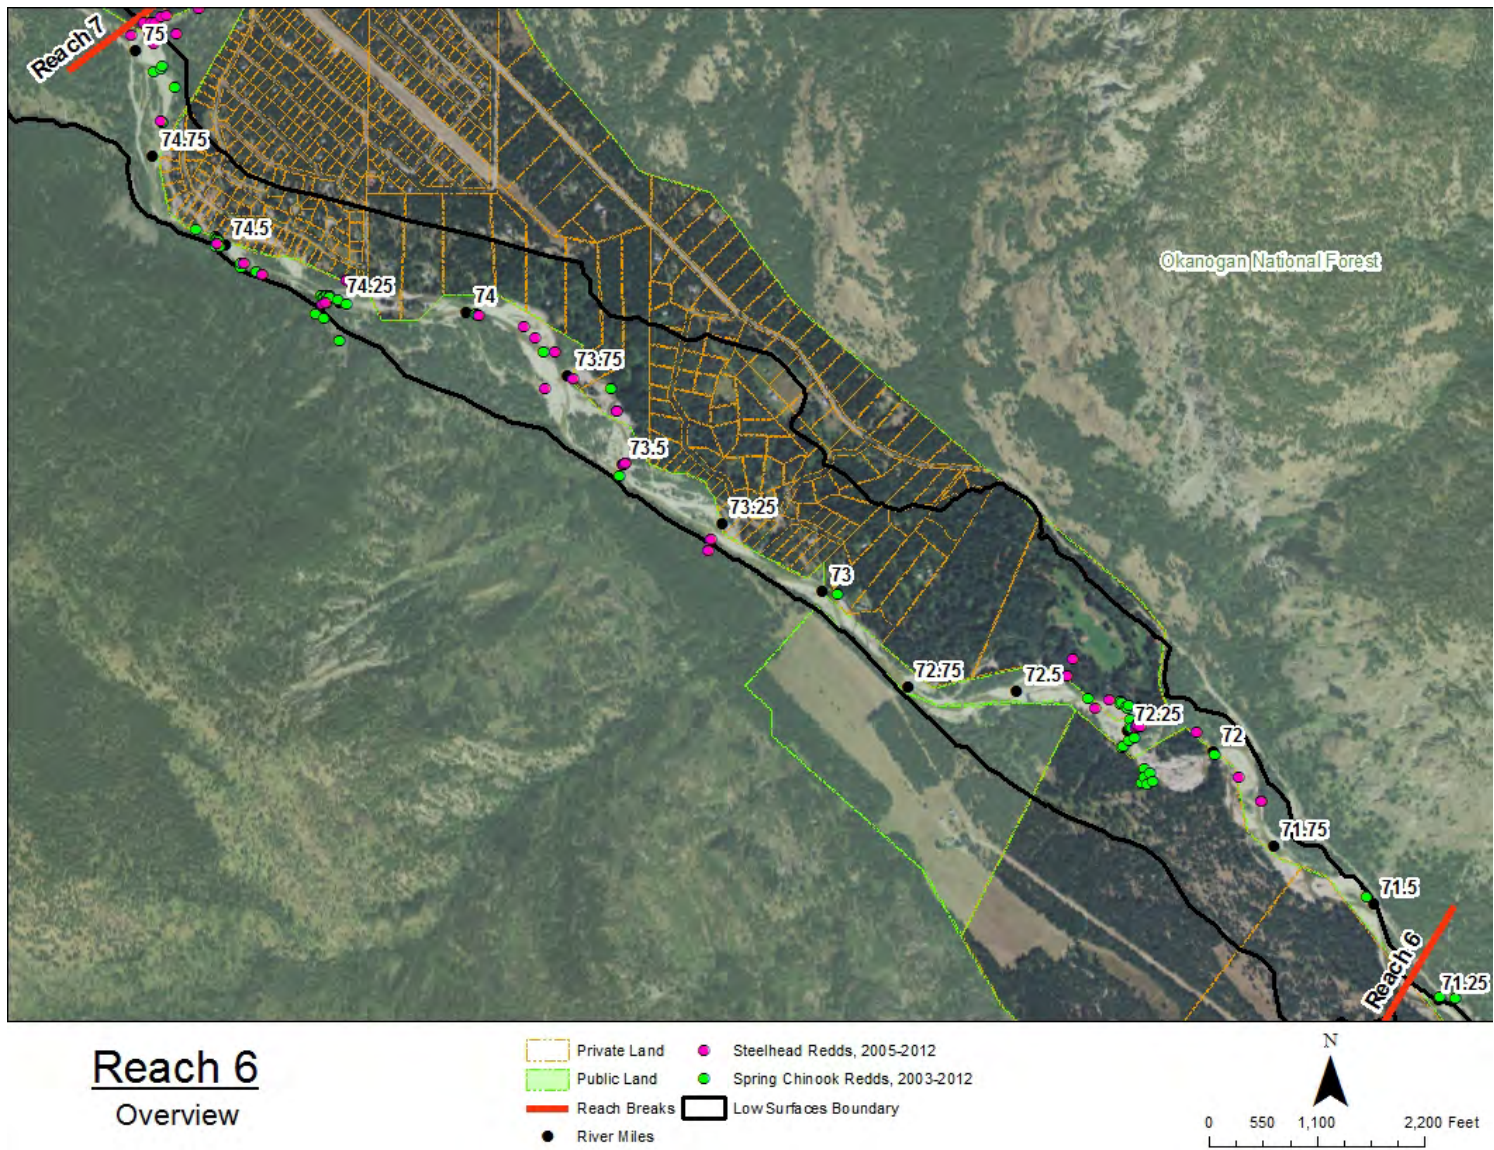 Reach 7
75
74.75
74.5
74.25
74
73.75
73.5
73.25
73
72.75
72.5
72.25
72
71.75
71.5
71.25
Okanogan National Forest
Reach 6
Reach 6
Overview
Private Land
Public Land
Reach Breaks
River Miles
Steelhead Redds, 2005-2012
Spring Chinook Redds, 2003-2012
Low Surfaces Boundary
N
0 550 1,100 2,200 Feet